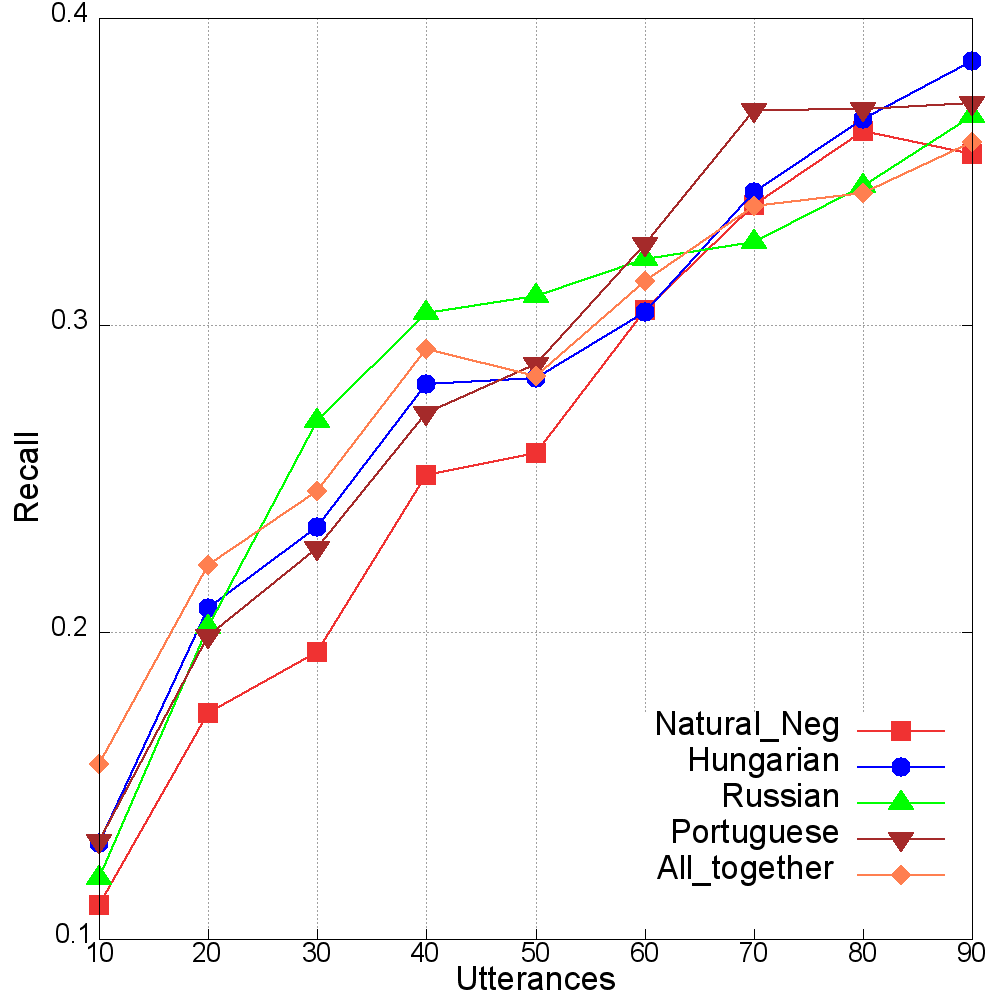 0.4
0.3
0.2
0.1
Recall
Natural_Neg
Hungarian
Russian
Portuguese
All_together
10 20 30 40 50 60 70 80 90
Utterances